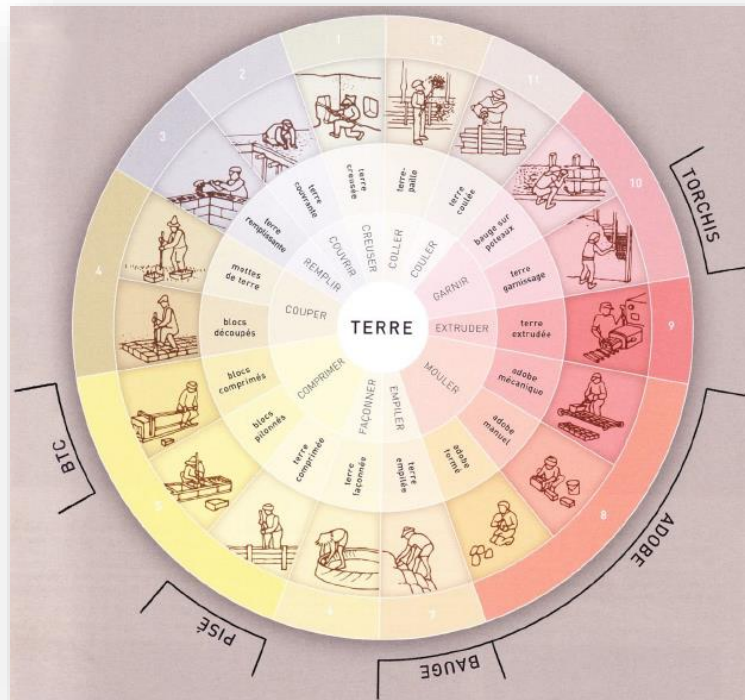 TERRE
CREUSER
COLLER
COULER
GARNIR
EXTRUDER
MOULER
EMPILER
FAÇONNER
COMPRIMER
COUPER
REMPLIR
COUVRIR
terre
creusée
terre-
paille
terre
coulée
bauge sur
poteaux
terre
garnissage
terre
extrudée
adobe
mécanique
adobe
manuel
adobe
formé
terre
empilée
terre
façonnée
terre
comprimée
blocs
pilonnés
blocs
comprimés
blocs
découpés
mottes
de terre
terre
remplissante
terre
couvrante
1
12
11
10
9
8
4
3
2
TORCHIS
ADOBE
BAUGE
PISÉ
BTC